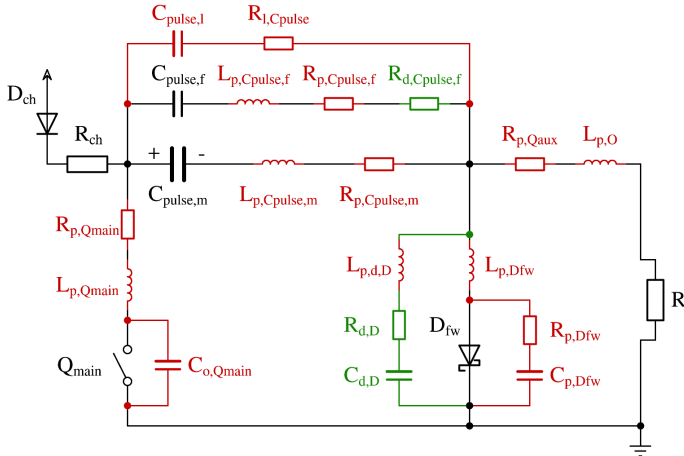 C_pulse,l
R_l,Cpulse
C_pulse,f
L_p,Cpulse,f
R_p,Cpulse,f
R_d,Cpulse,f
D_ch
R_ch
+
-
R_p,Qaux
L_p,O
C_pulse,m
L_p,Cpulse,m
R_p,Cpulse,m
R_p,Qmain
L_p,Qmain
L_p,d,D
L_p,Dfw
R
R_d,D
D_fw
R_p,Dfw
Q_main
C_o,Qmain
C_d,D
C_p,Dfw